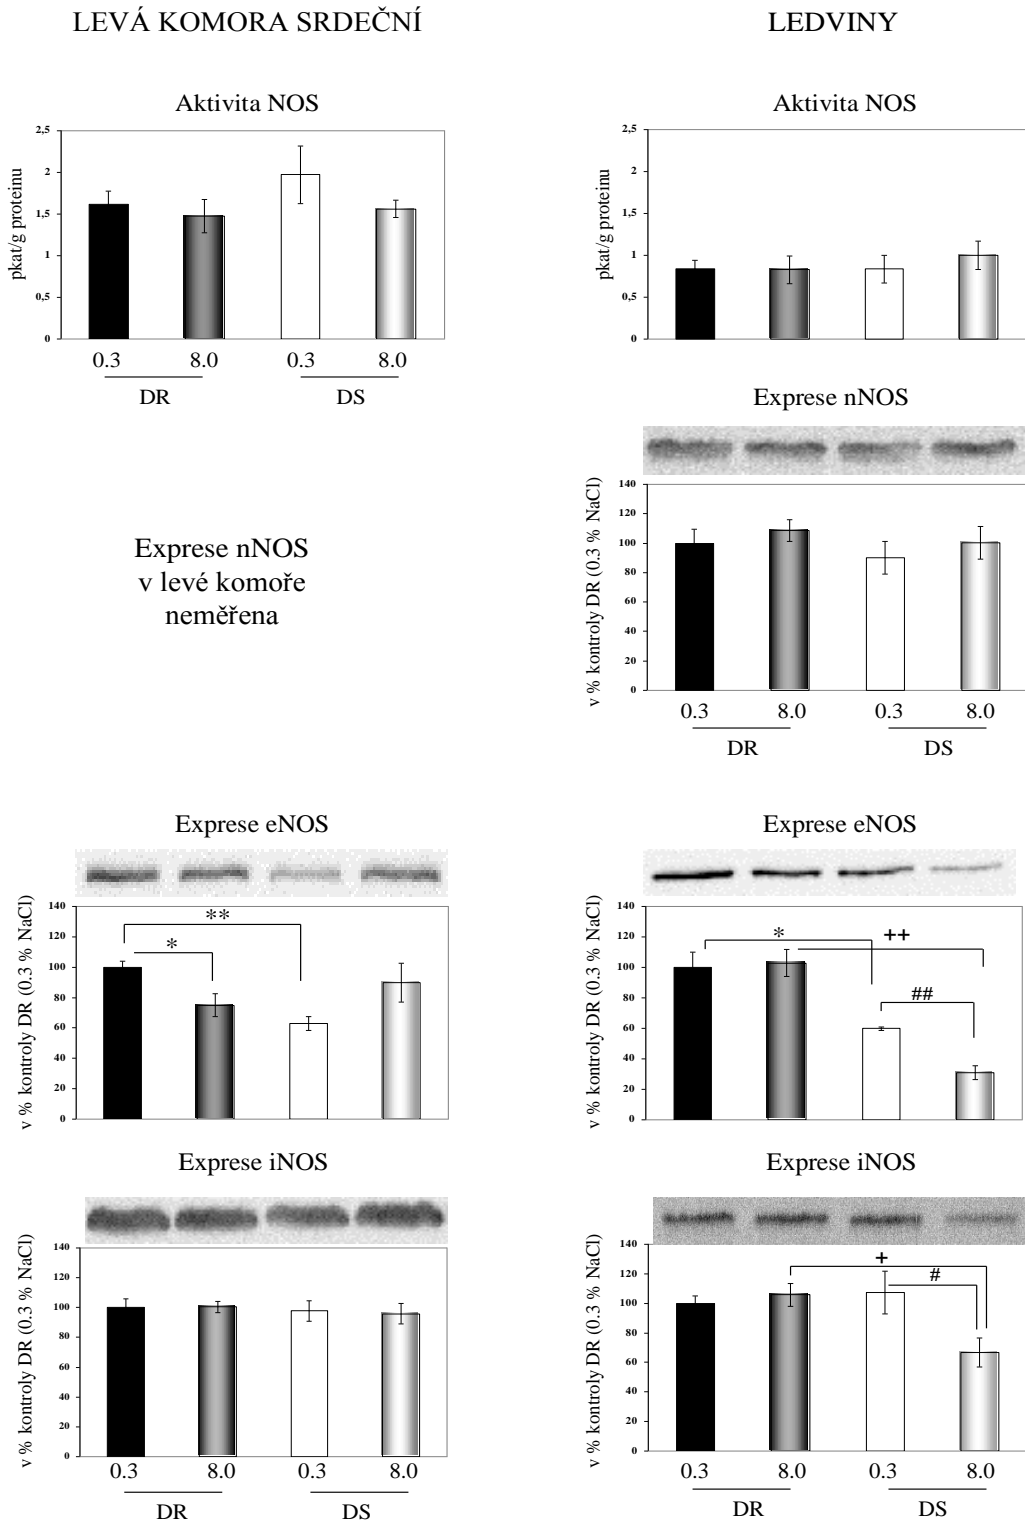 LEVÁ KOMORA SRDEČNÍ
LEDVINY
Aktivita NOS
pkat/g proteinu
2,5
2
1,5
1
0,5
0
0.3 8.0 0.3 8.0
DR DS
Aktivita NOS
pkat/g proteinu
2,5
2
1,5
1
0,5
0
Exprese nNOS
v levé komoře
neměřena
Exprese nNOS
v % kontroly DR (0.3 % NaCl)
140
120
100
80
60
40
20
0
0.3 8.0 0.3 8.0
DR DS
Exprese eNOS
v % kontroly DR (0.3 % NaCl)
140
120
100
80
60
40
20
0
**
*
Exprese eNOS
v % kontroly DR (0.3 % NaCl)
140
120
100
80
60
40
20
0
* ++
##
Exprese iNOS
v % kontroly DR (0.3 % NaCl)
140
120
100
80
60
40
20
0
0.3 8.0 0.3 8.0
DR DS
Exprese iNOS
v % kontroly DR (0.3 % NaCl)
140
120
100
80
60
40
20
0
+
#
0.3 8.0 0.3 8.0
DR DS